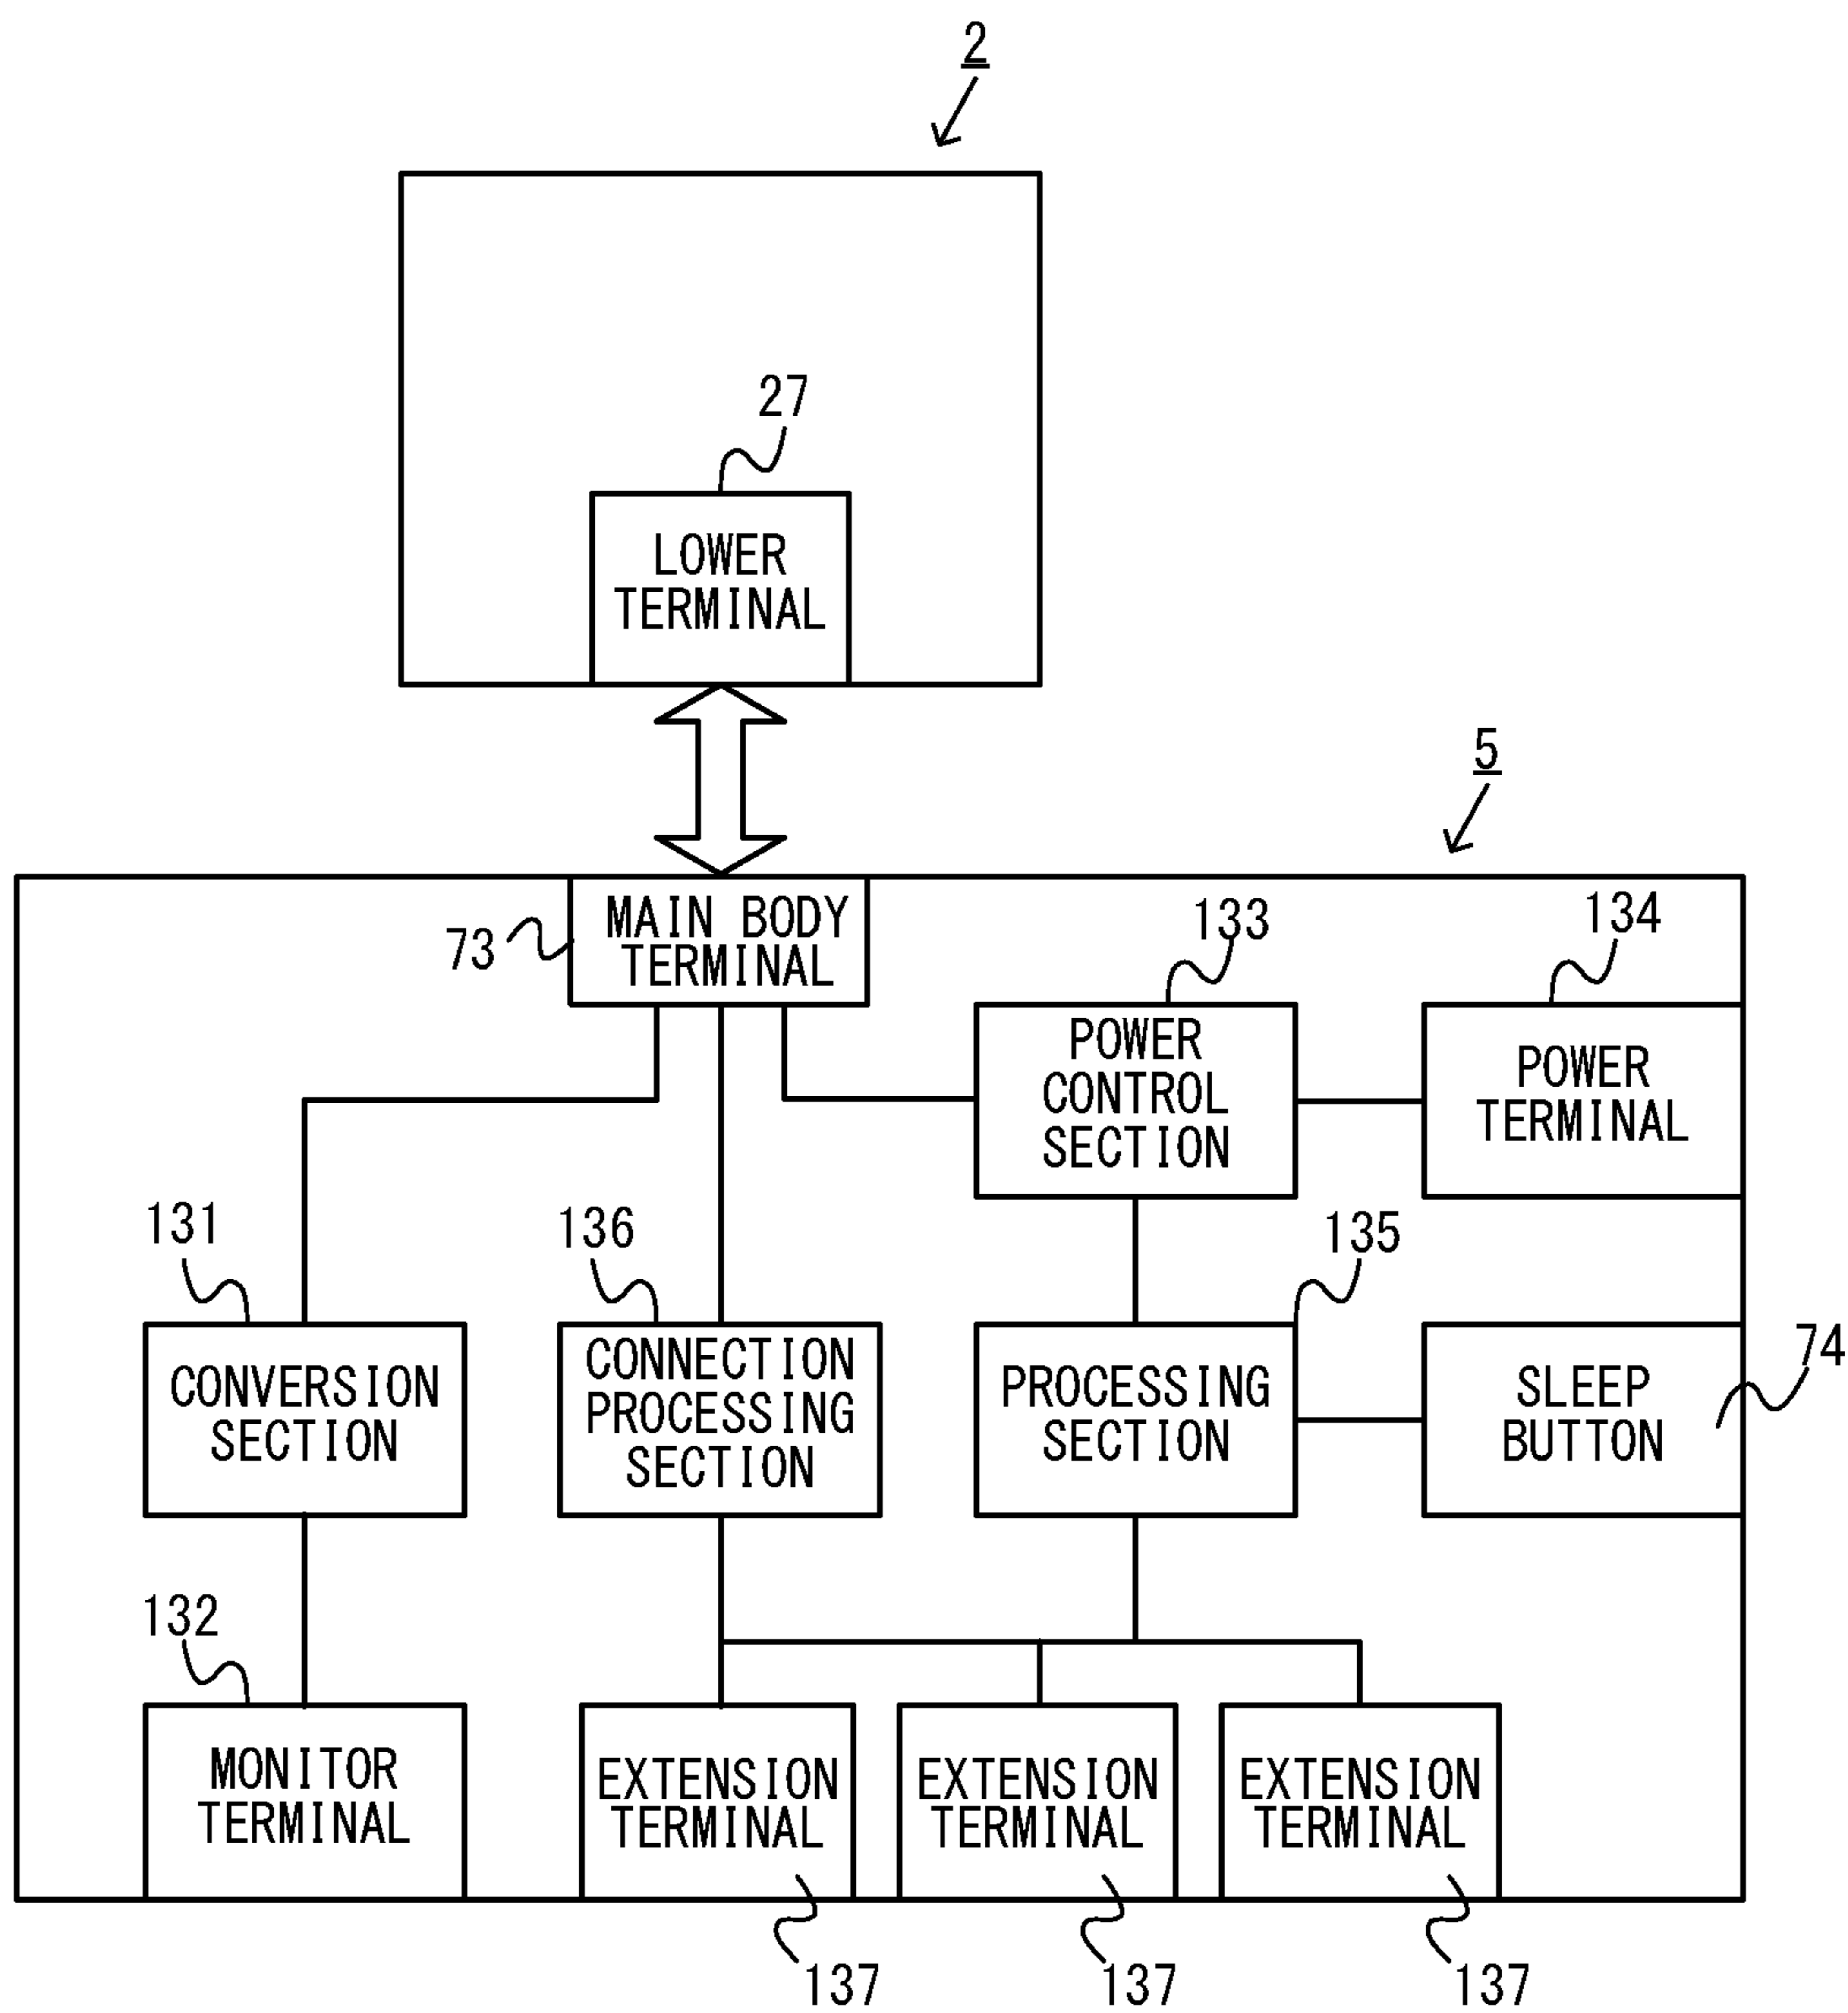 2
27
LOWER
TERMINAL
5
73
MAIN BODY
TERMINAL
133
134
POWER
CONTROL
SECTION
POWER
TERMINAL
131
136
135
74
CONVERSION
SECTION
CONNECTION
PROCESSING
SECTION
PROCESSING
SECTION
SLEEP
BUTTON
132
MONITOR
TERMINAL
EXTENSION
TERMINAL
EXTENSION
TERMINAL
EXTENSION
TERMINAL
137
137
137